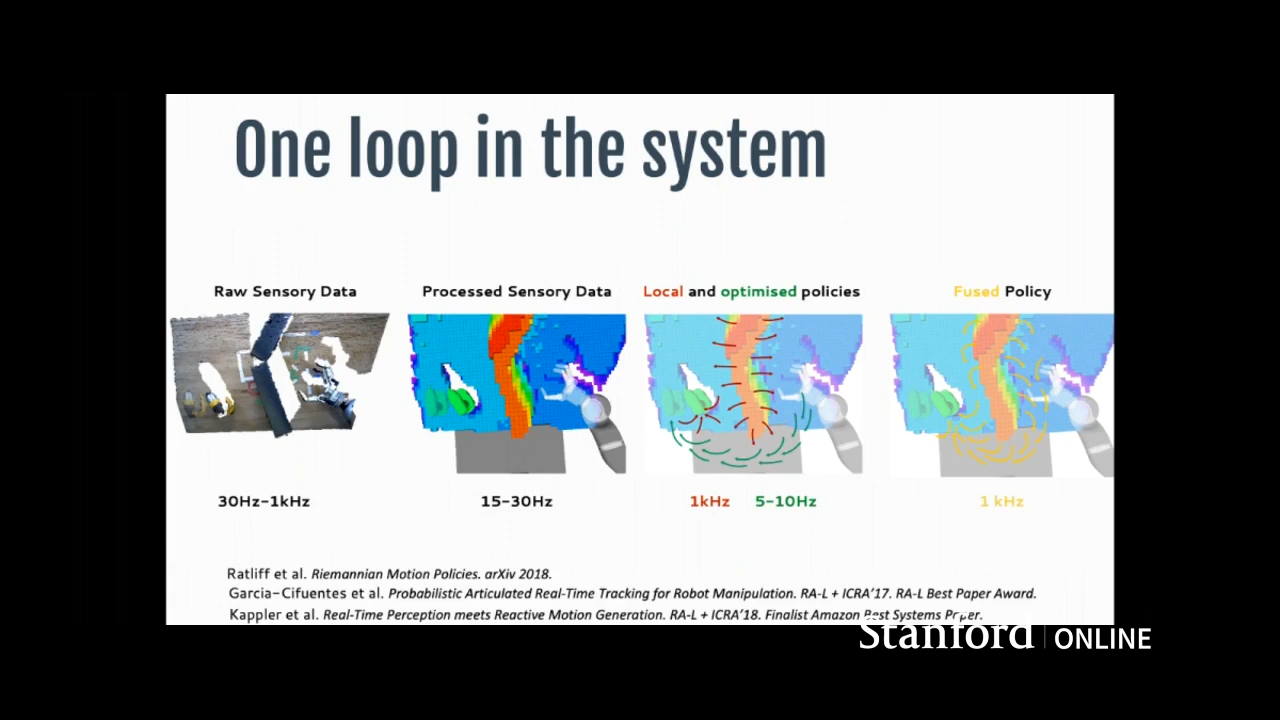 One loop in the system
Raw Sensory Data
Processed Sensory Data
Local and optimised policies
Fused Policy
30Hz-1kHz
15-30Hz
1kHz 5-10Hz
1 kHz
Ratliff et al. Riemannian Motion Policies. arXiv 2018.
Garcia-Cifuentes et al. Probabilistic Articulated Real-Time Tracking for Robot Manipulation. RA-L + ICRA'17. RA-L Best Paper Award.
Kappler et al. Real-Time Perception meets Reactive Motion Generation. RA-L + ICRA'18. Finalist Amazon Best Systems Paper.
Stanford ONLINE